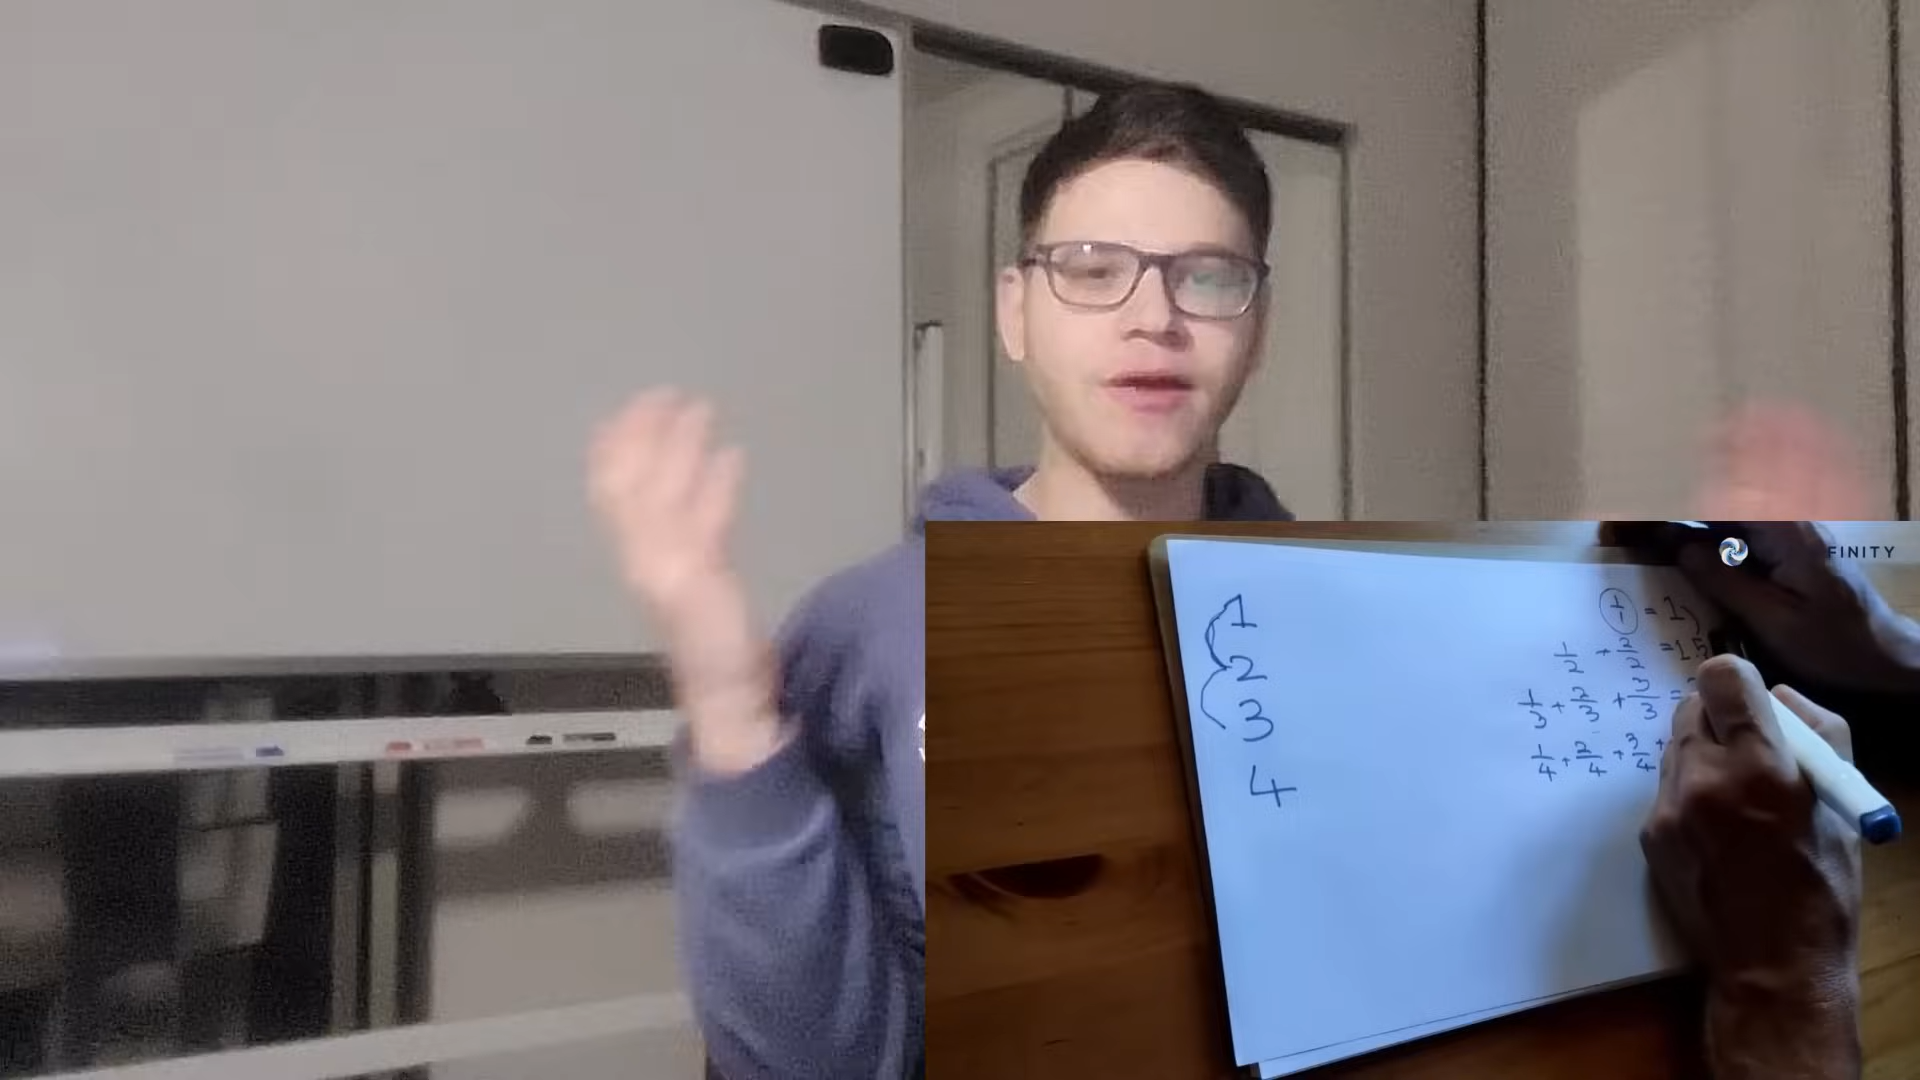 FINITY
1
2
3
4
1/1 = 1
1/2 + 2/2 = 1.5
1/3 + 2/3 + 3/3 =
1/4 + 2/4 + 3/4 +